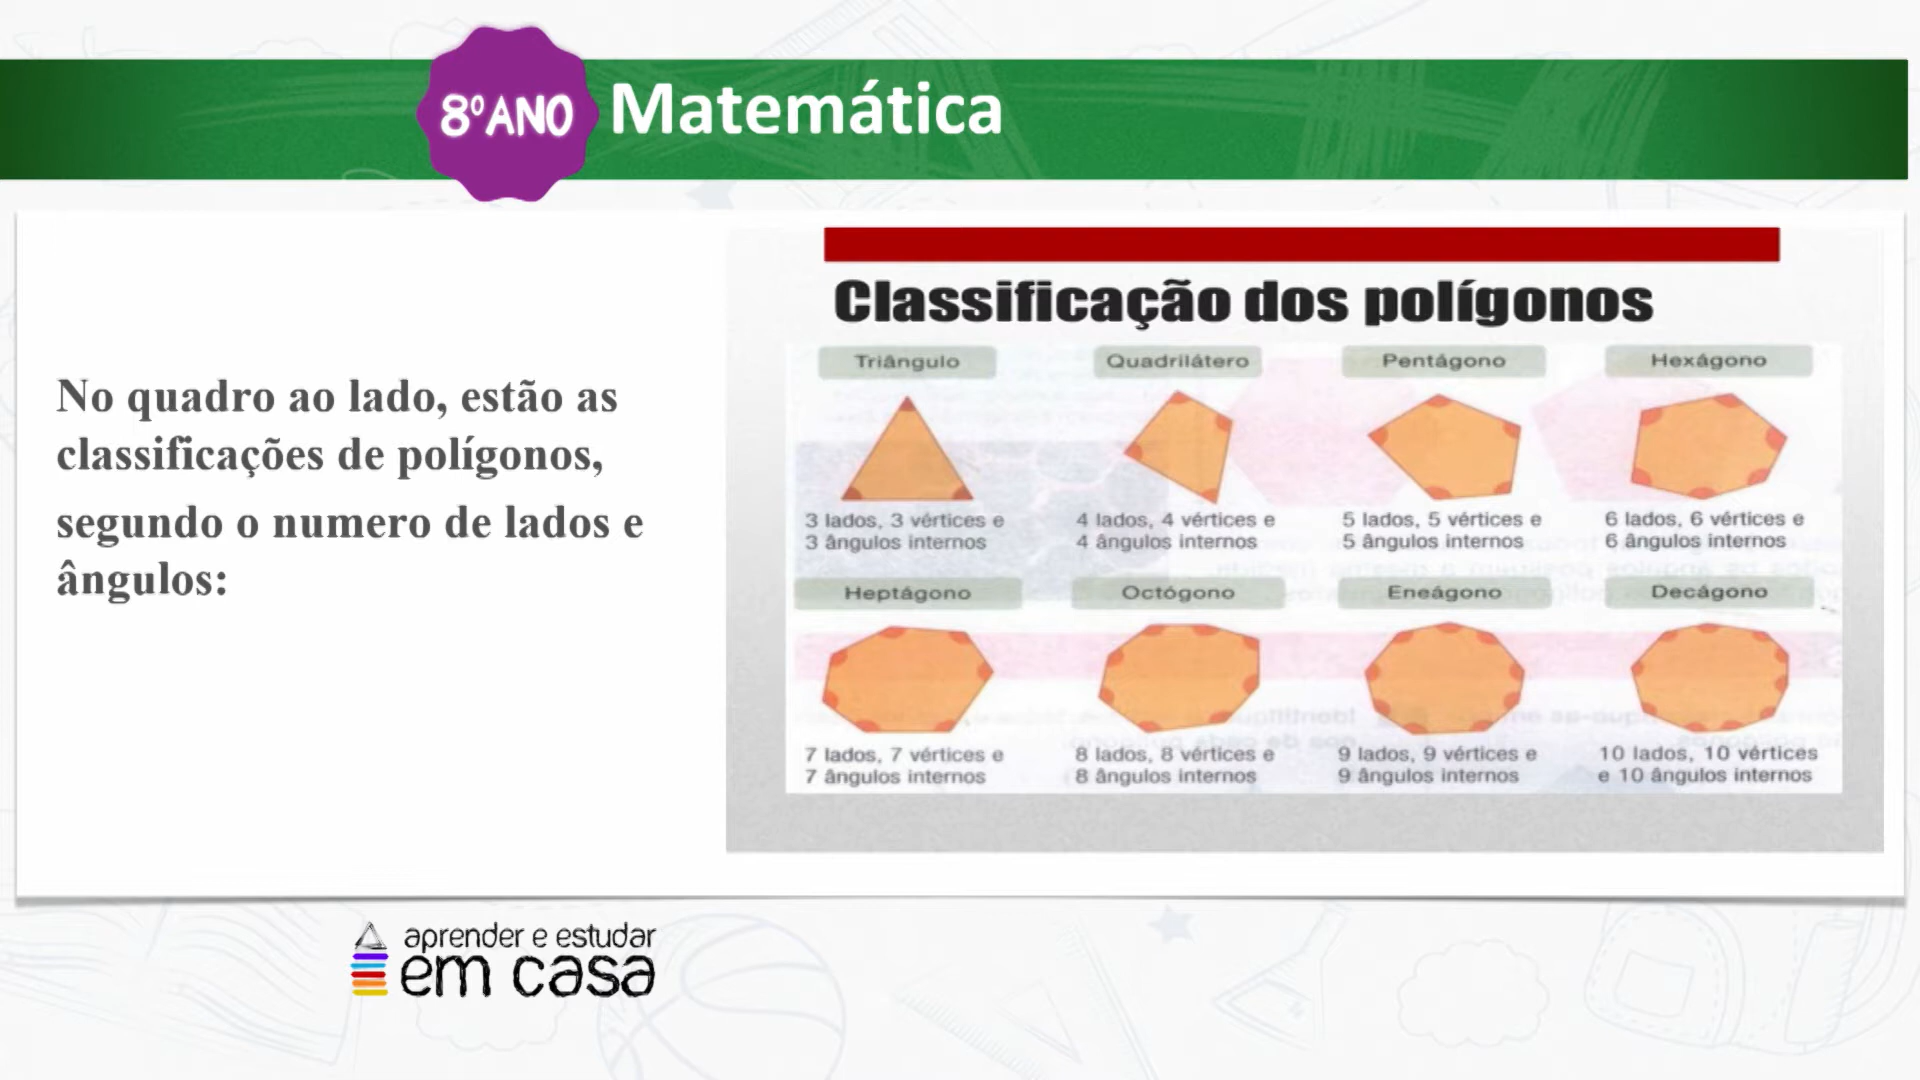 8ºANO
Matemática
No quadro ao lado, estão as
classificações de polígonos,
segundo o numero de lados e
ângulos:
Classificação dos polígonos
Triângulo
Quadrilátero
Pentágono
Hexágono
3 lados, 3 vértices e
3 ângulos internos
4 lados, 4 vértices e
4 ângulos internos
5 lados, 5 vértices e
5 ângulos internos
6 lados, 6 vértices e
6 ângulos internos
Heptágono
Octógono
Eneágono
Decágono
7 lados, 7 vértices e
7 ângulos internos
8 lados, 8 vértices e
8 ângulos internos
9 lados, 9 vértices e
9 ângulos internos
10 lados, 10 vértices
e 10 ângulos internos
aprender e estudar
em casa